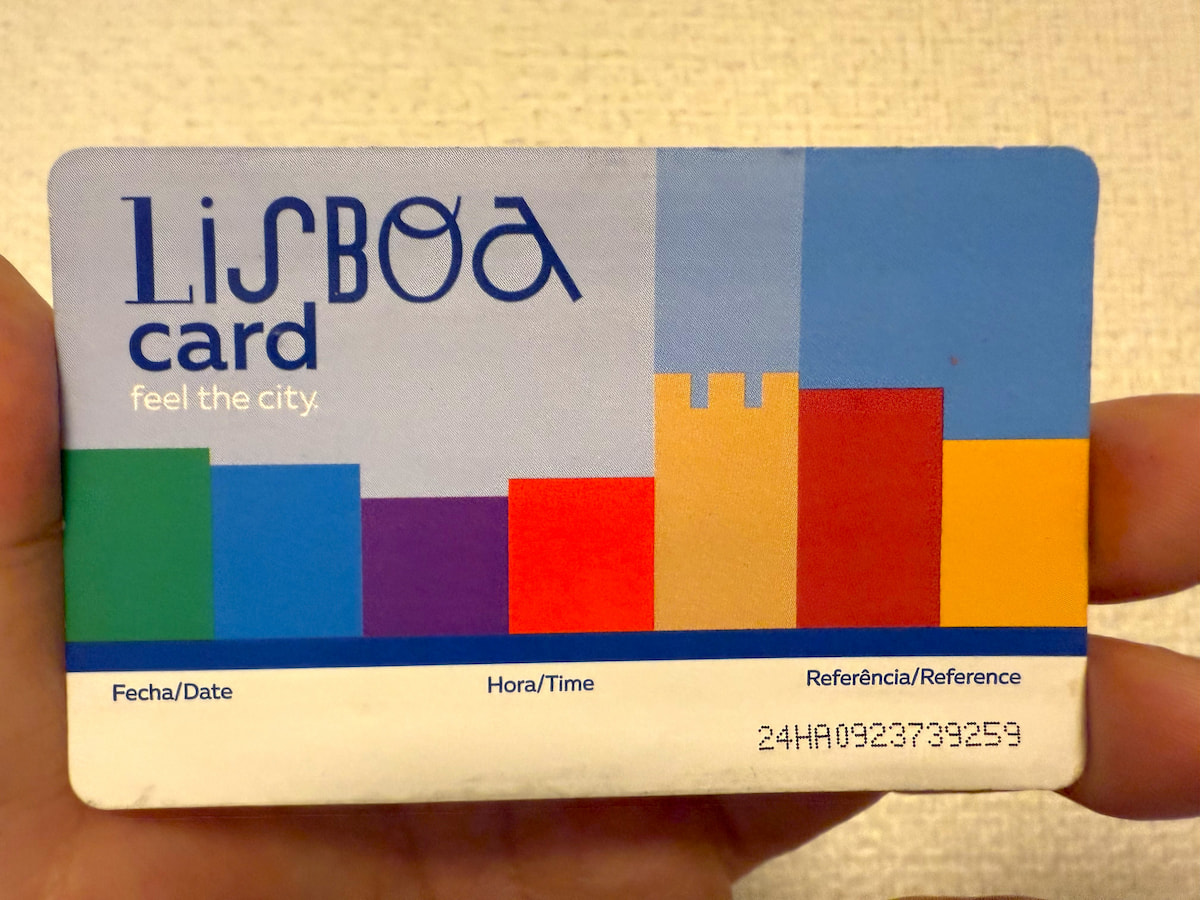 LiSBOa
card
feel the city.
Fecha/Date Hora/Time Referência/Reference
24HA0923739259